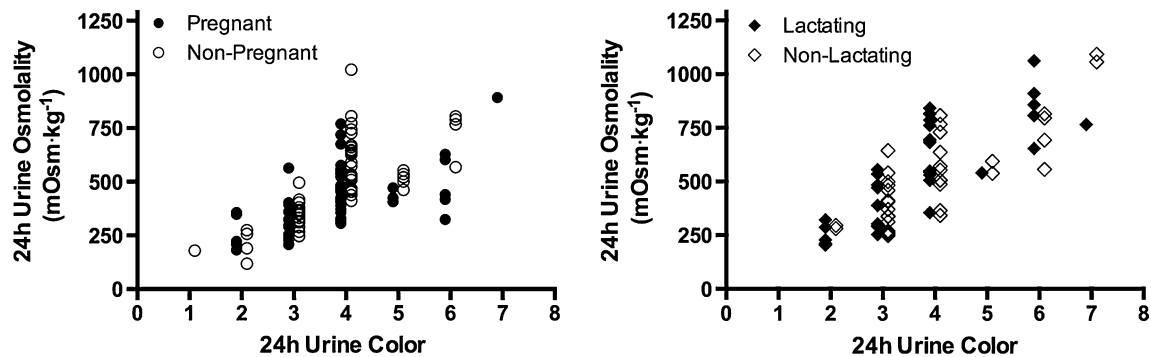 24h Urine Osmolality
(mOsm·kg⁻¹)
1250
1000
750
500
250
0
Pregnant
Non-Pregnant
0 1 2 3 4 5 6 7 8
24h Urine Color
24h Urine Osmolality
(mOsm·kg⁻¹)
1250
1000
750
500
250
0
Lactating
Non-Lactating
0 1 2 3 4 5 6 7 8
24h Urine Color